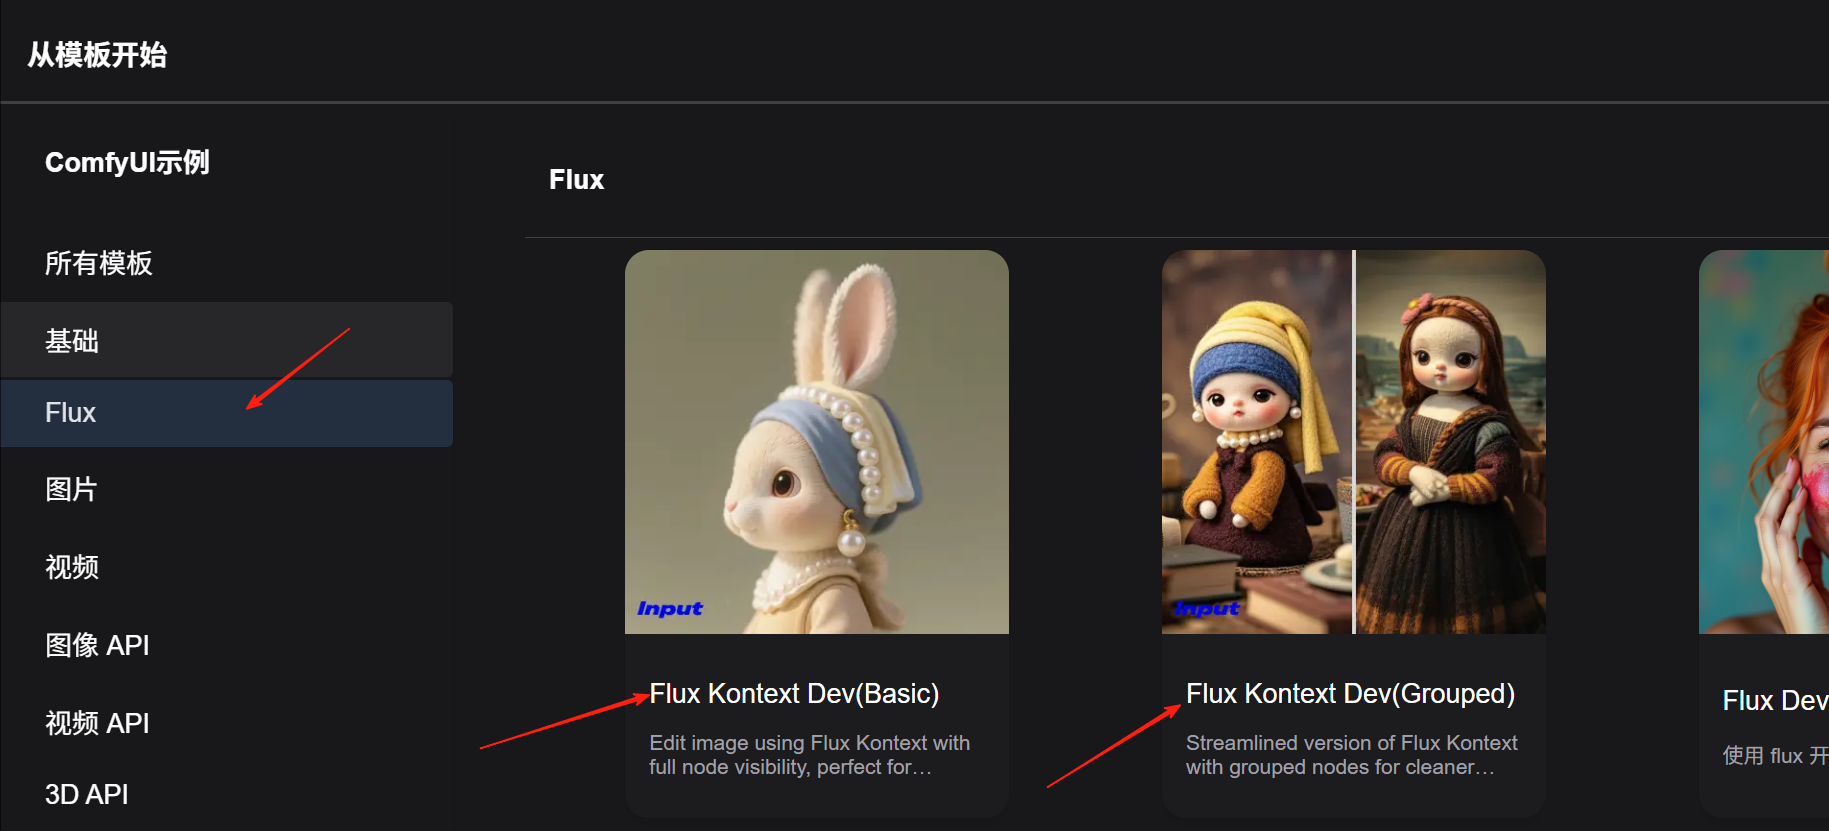 从模板开始
ComfyUI示例
所有模板
基础
Flux
图片
视频
图像 API
视频 API
3D API
Flux
Input
Flux Kontext Dev(Basic)
Edit image using Flux Kontext with
full node visibility, perfect for…
Input
Flux Kontext Dev(Grouped)
Streamlined version of Flux Kontext
with grouped nodes for cleaner…
Flux Dev
使用 flux 开